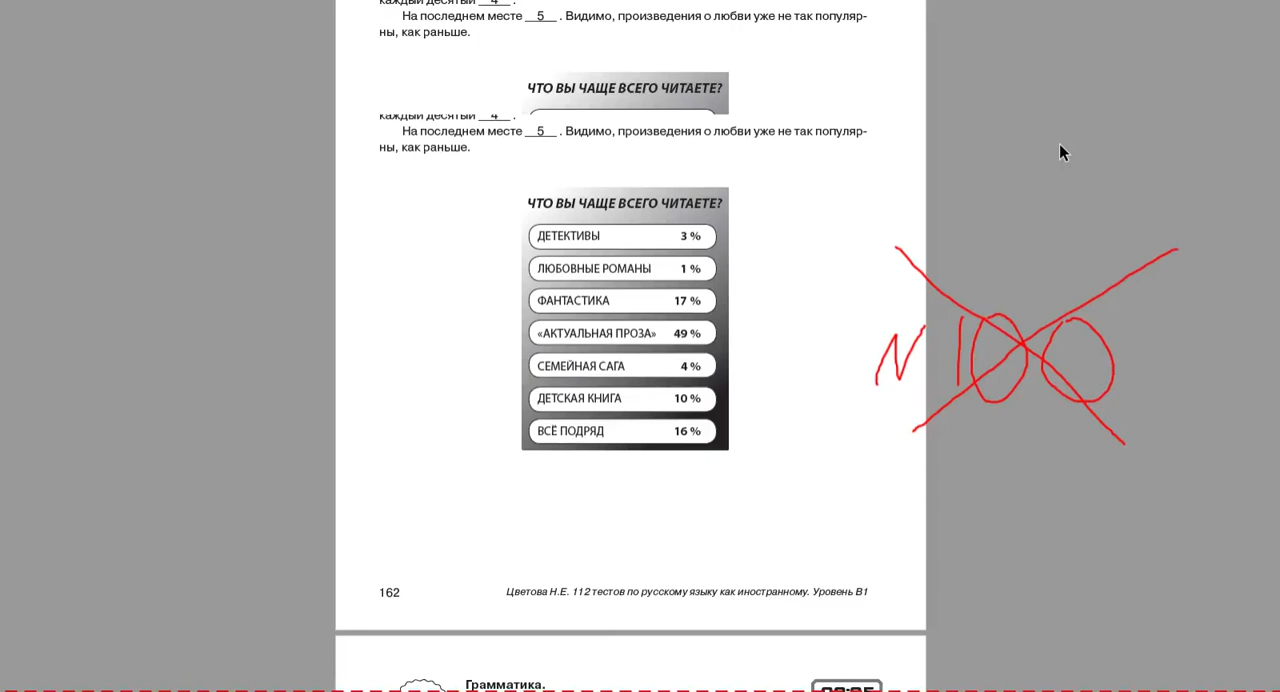 каждый десятый 4 .
На последнем месте 5 . Видимо, произведения о любви уже не так популяр-
ны, как раньше.
ЧТО ВЫ ЧАЩЕ ВСЕГО ЧИТАЕТЕ?
каждый десятый 4 .
На последнем месте 5 . Видимо, произведения о любви уже не так популяр-
ны, как раньше.
ЧТО ВЫ ЧАЩЕ ВСЕГО ЧИТАЕТЕ?
ДЕТЕКТИВЫ 3 %
ЛЮБОВНЫЕ РОМАНЫ 1 %
ФАНТАСТИКА 17 %
«АКТУАЛЬНАЯ ПРОЗА» 49 %
СЕМЕЙНАЯ САГА 4 %
ДЕТСКАЯ КНИГА 10 %
ВСЁ ПОДРЯД 16 %
N 100
162 Цветова Н.Е. 112 тестов по русскому языку как иностранному. Уровень В1
Грамматика.